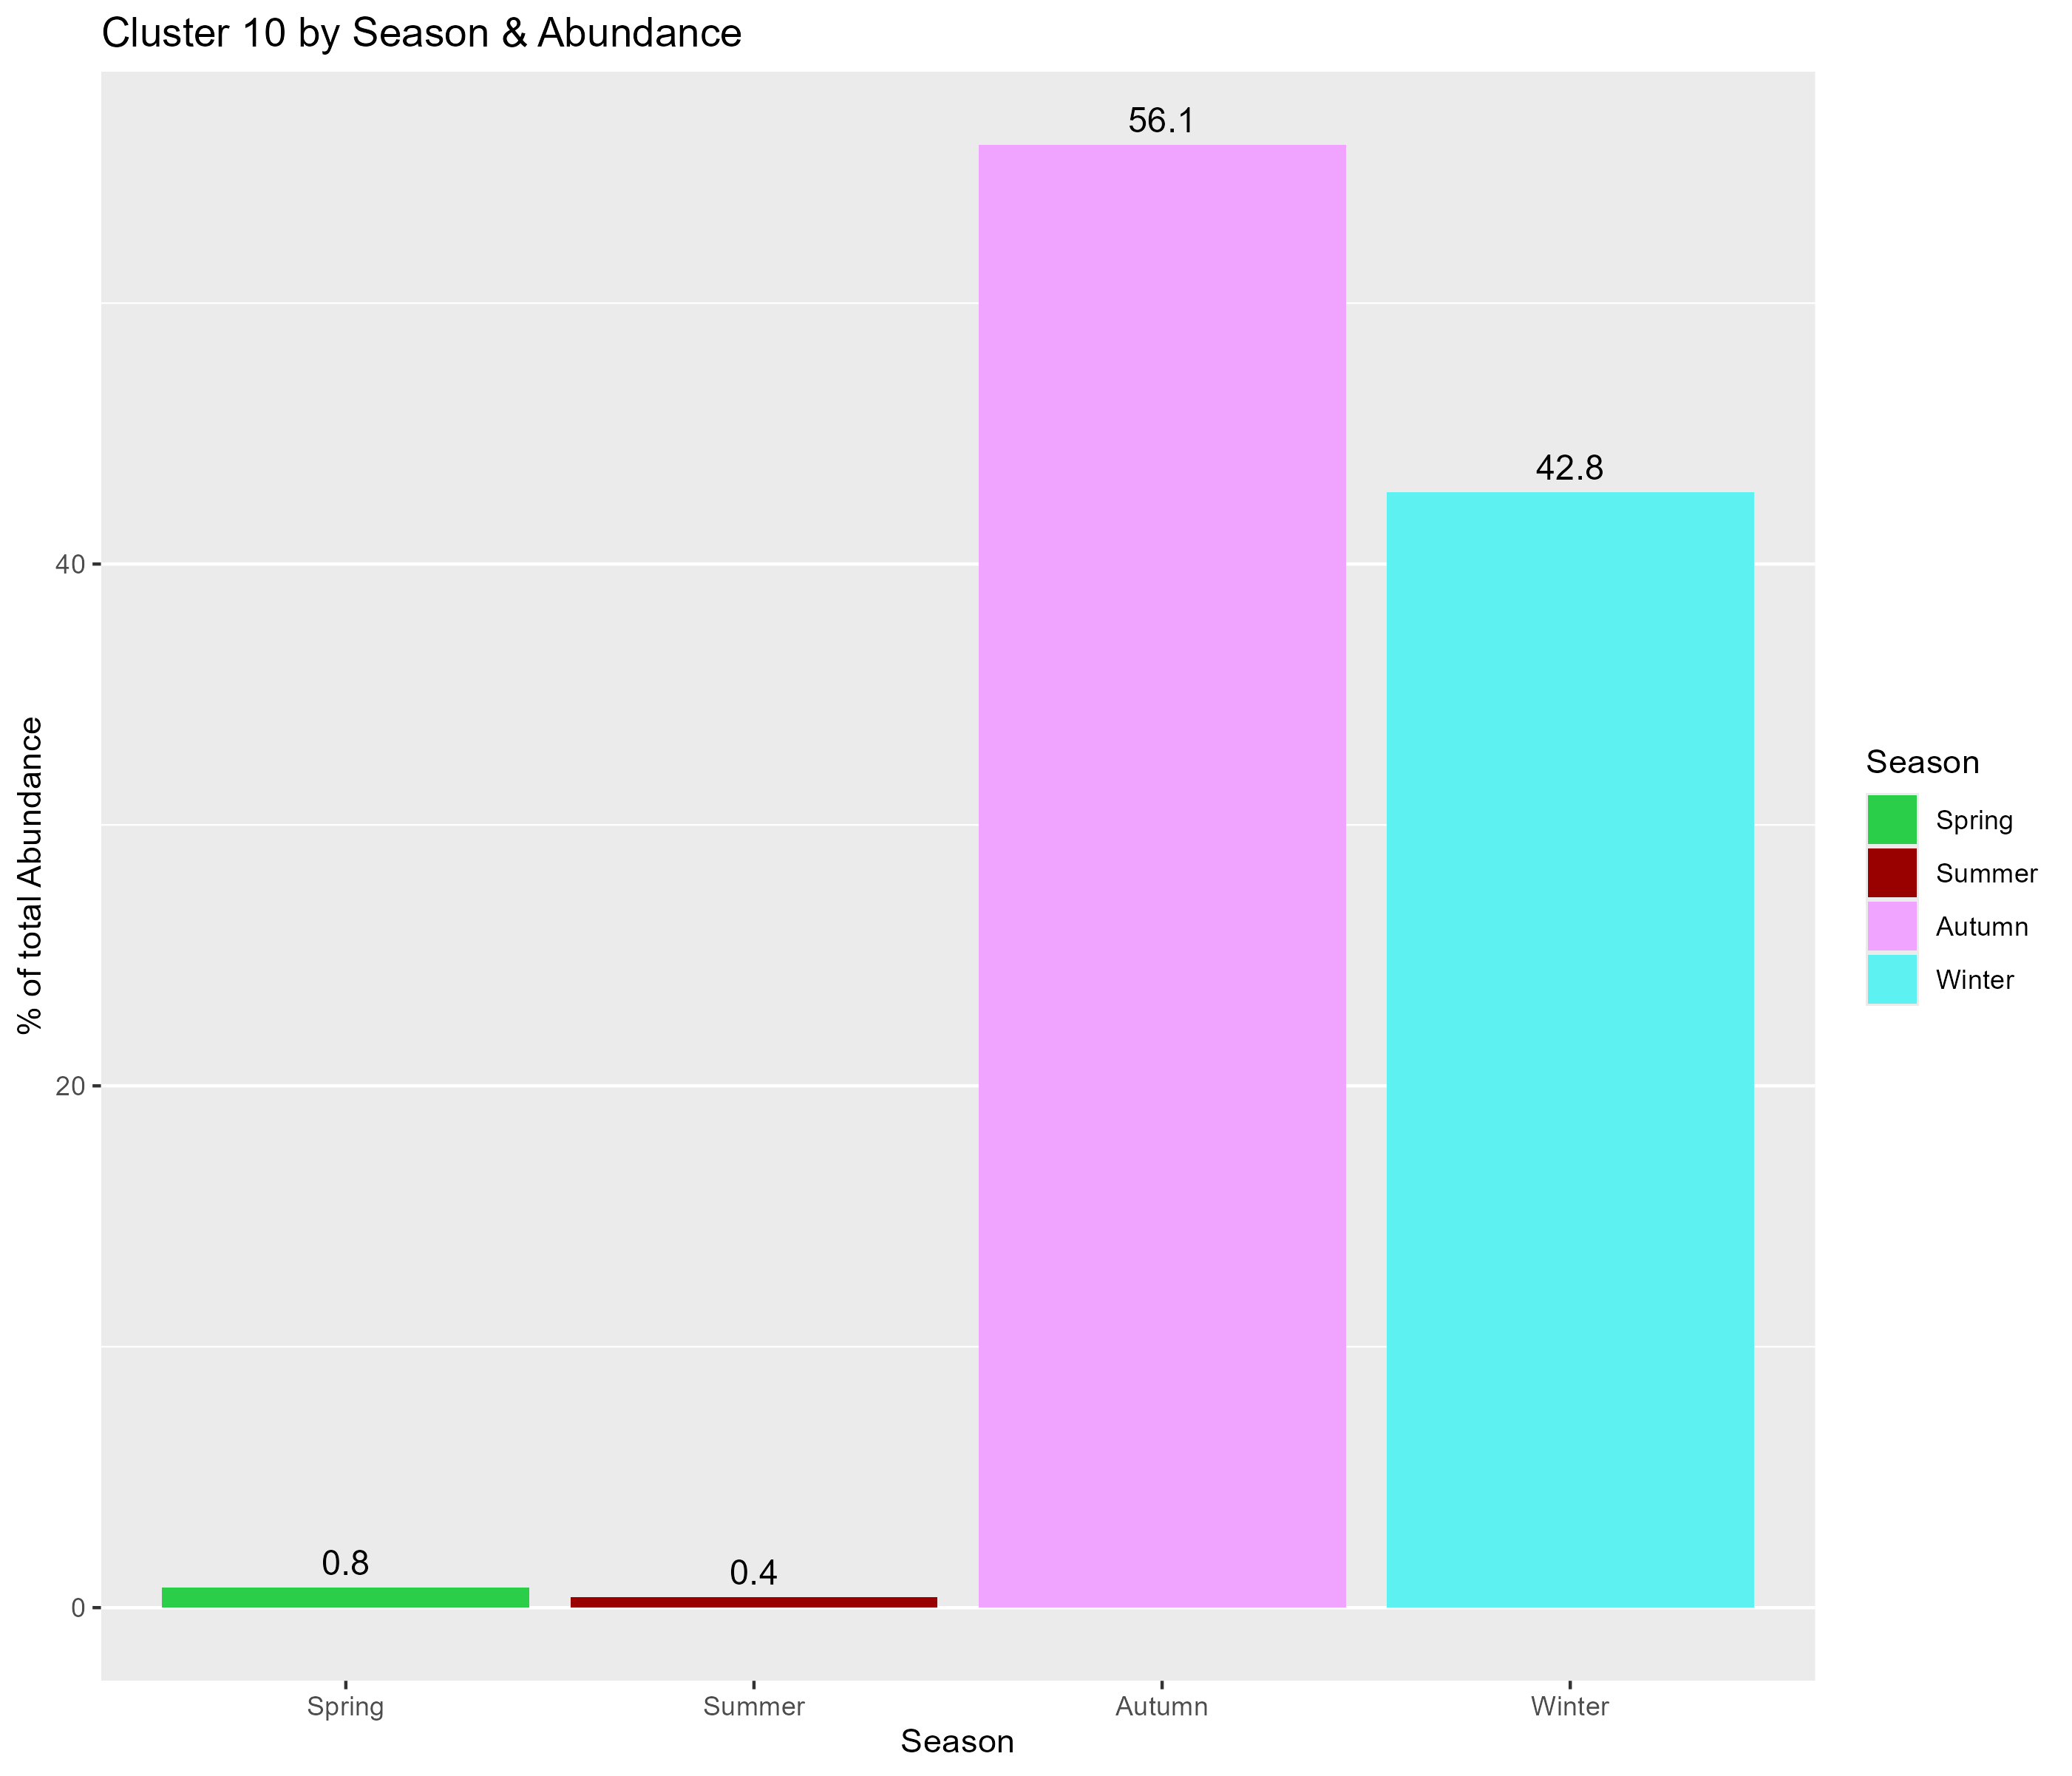 Cluster 10 by Season & Abundance
56.1
42.8
40
20
0.8
0.4
0
% of total Abundance
Spring
Summer
Autumn
Winter
Season
Season
Spring
Summer
Autumn
Winter